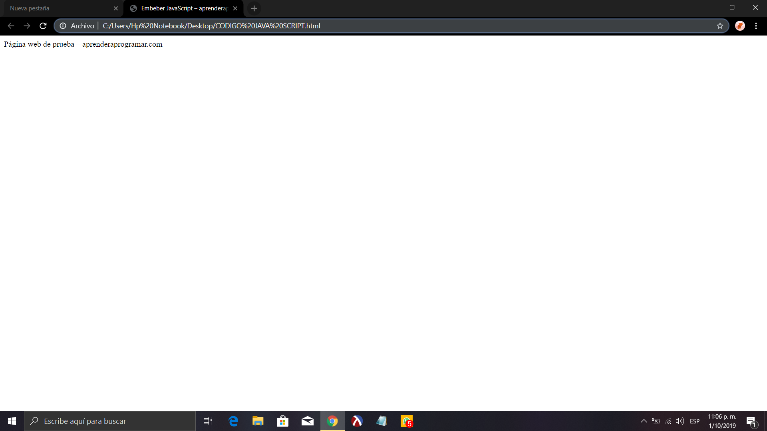 Nueva pestaña
Embeber JavaScript – aprenderap
Archivo
C:/Users/Hp%20Notebook/Desktop/CODIGO%20JAVA%20SCRIPT.html
Página web de prueba - aprenderaprogramar.com
Escribe aquí para buscar
ESP
11:06 p. m.
1/10/2019